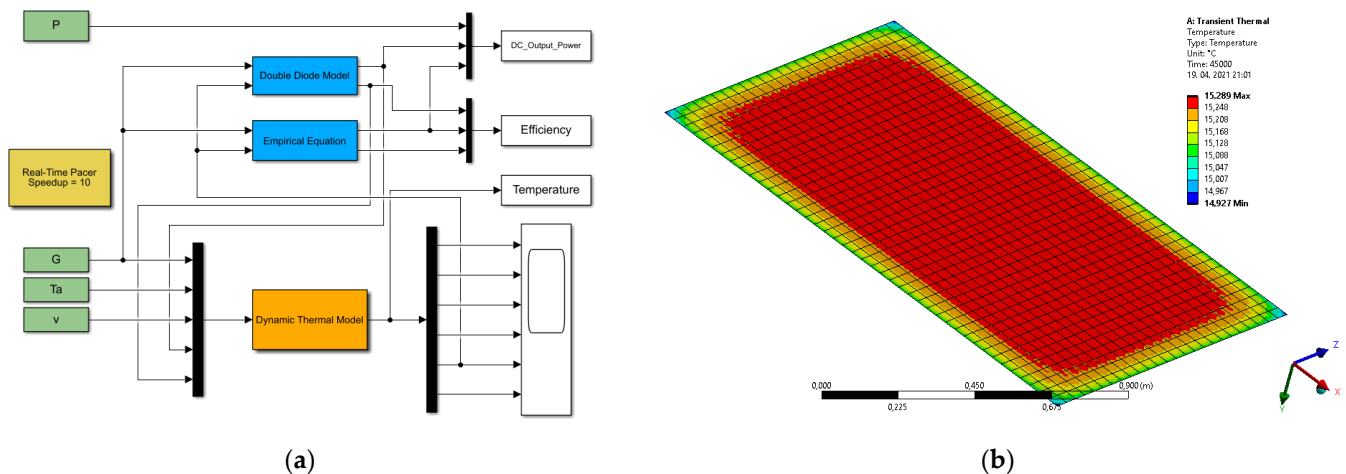 P
DC_Output_Power
Double Diode Model
Efficiency
Empirical Equation
Real-Time Pacer
Speedup = 10
Temperature
G
Ta
v
Dynamic Thermal Model
(a)
A: Transient Thermal
Temperature
Type: Temperature
Unit: °C
Time: 45000
19. 04. 2021 21:01
15,289 Max
15,248
15,208
15,168
15,128
15,088
15,047
15,007
14,967
14,927 Min
0,000
0,450
0,900 (m)
0,225
0,675
Z
X
Y
(b)